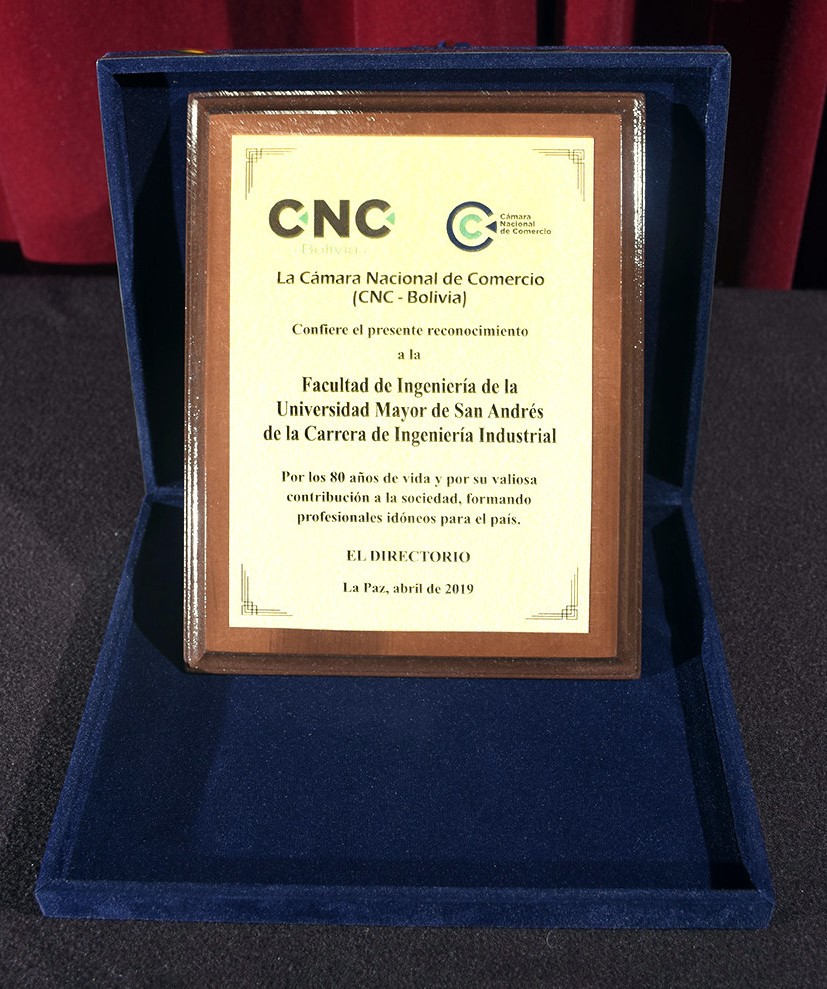 CNC
Bolivia
Cámara
Nacional
de Comercio
La Cámara Nacional de Comercio
(CNC - Bolivia)
Confiere el presente reconocimiento
a la
Facultad de Ingeniería de la
Universidad Mayor de San Andrés
de la Carrera de Ingeniería Industrial
Por los 80 años de vida y por su valiosa
contribución a la sociedad, formando
profesionales idóneos para el país.
EL DIRECTORIO
La Paz, abril de 2019